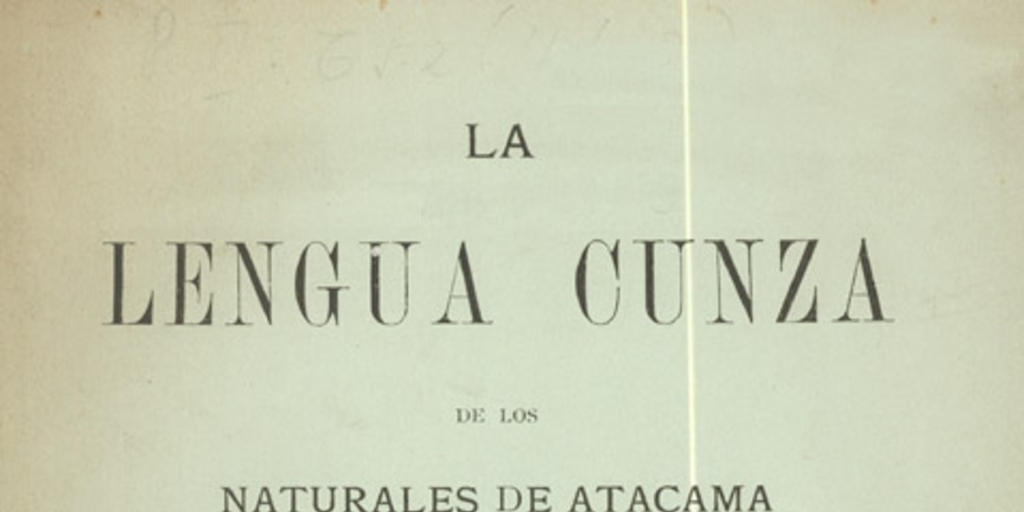 LA
LENGUA CUNZA
DE LOS
NATURALES DE ATACAMA